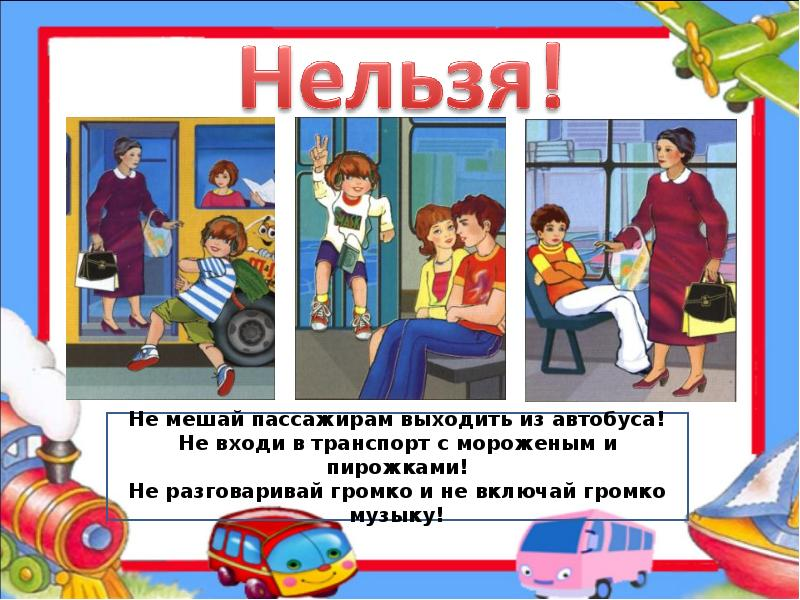 Нельзя!
Не мешай пассажирам выходить из автобуса!
Не входи в транспорт с мороженым и
пирожками!
Не разговаривай громко и не включай громко
музыку!